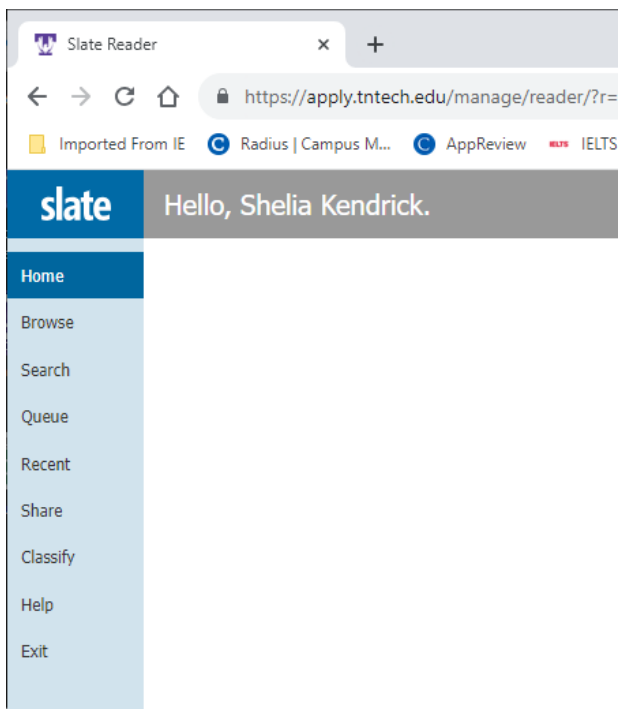 Slate Reader
https://apply.tntech.edu/manage/reader/?r=
Imported From IE Radius | Campus M... AppReview IELTS IELTS
slate Hello, Shelia Kendrick.
Home
Browse
Search
Queue
Recent
Share
Classify
Help
Exit